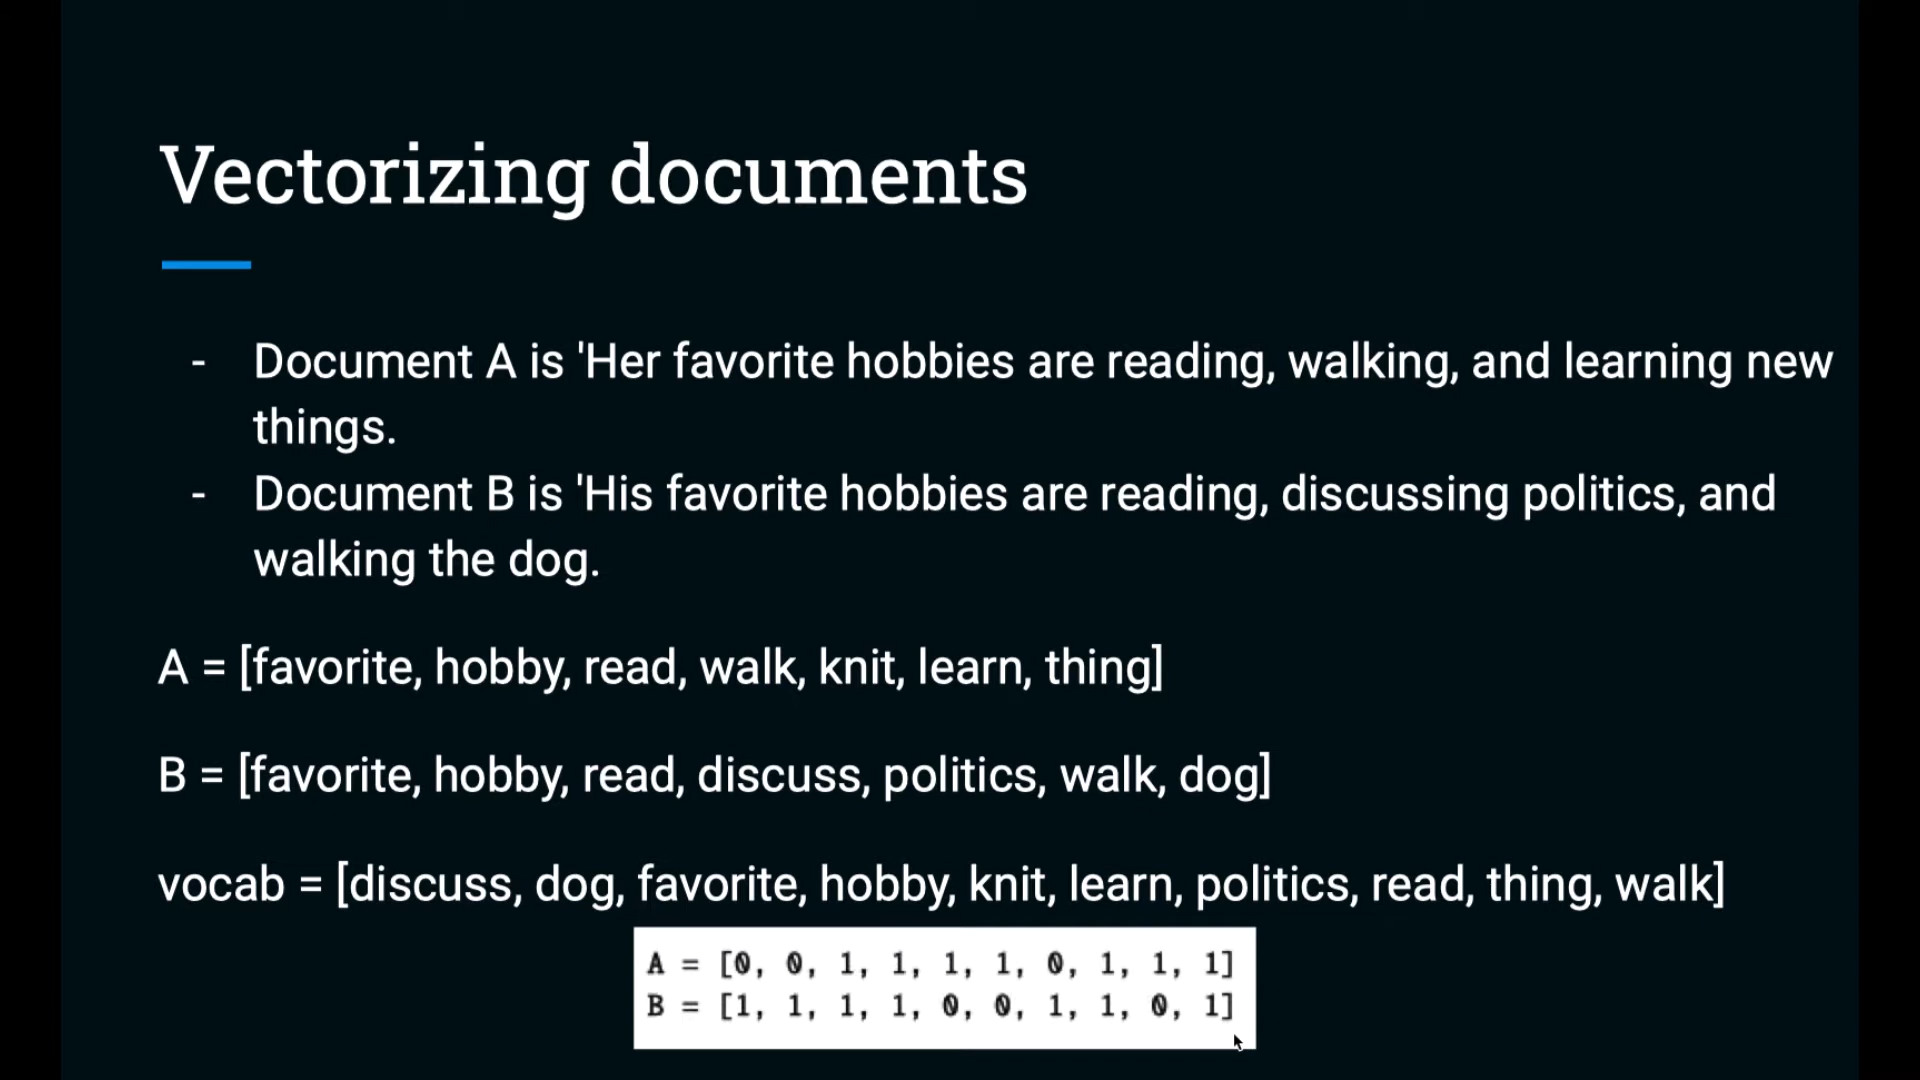 Vectorizing documents
- Document A is 'Her favorite hobbies are reading, walking, and learning new
things.
- Document B is 'His favorite hobbies are reading, discussing politics, and
walking the dog.
A = [favorite, hobby, read, walk, knit, learn, thing]
B = [favorite, hobby, read, discuss, politics, walk, dog]
vocab = [discuss, dog, favorite, hobby, knit, learn, politics, read, thing, walk]
A = [0, 0, 1, 1, 1, 1, 0, 1, 1, 1]
B = [1, 1, 1, 1, 0, 0, 1, 1, 0, 1]